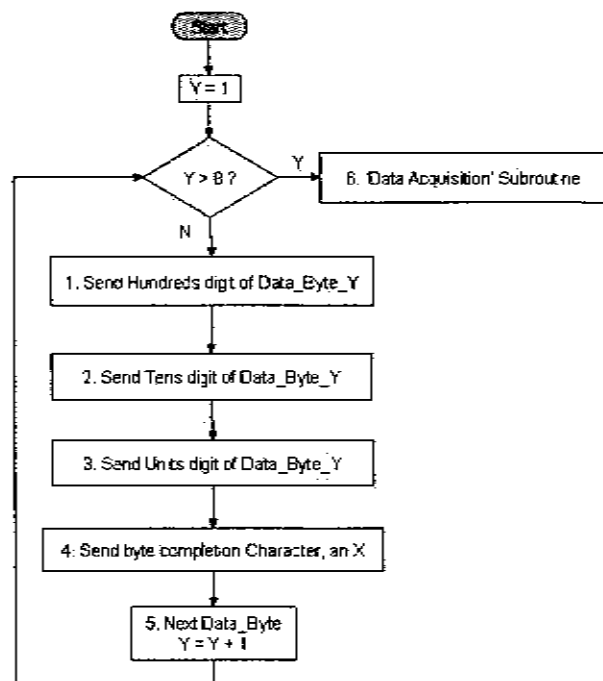 Start
Y = 1
Y > 8 ?
Y
6. 'Data Acquisition' Subroutine
N
1. Send Hundreds digit of Data_Byte_Y
2. Send Tens digit of Data_Byte_Y
3. Send Units digit of Data_Byte_Y
4: Send byte completion Character, an X
5. Next Data_Byte
Y = Y + 1